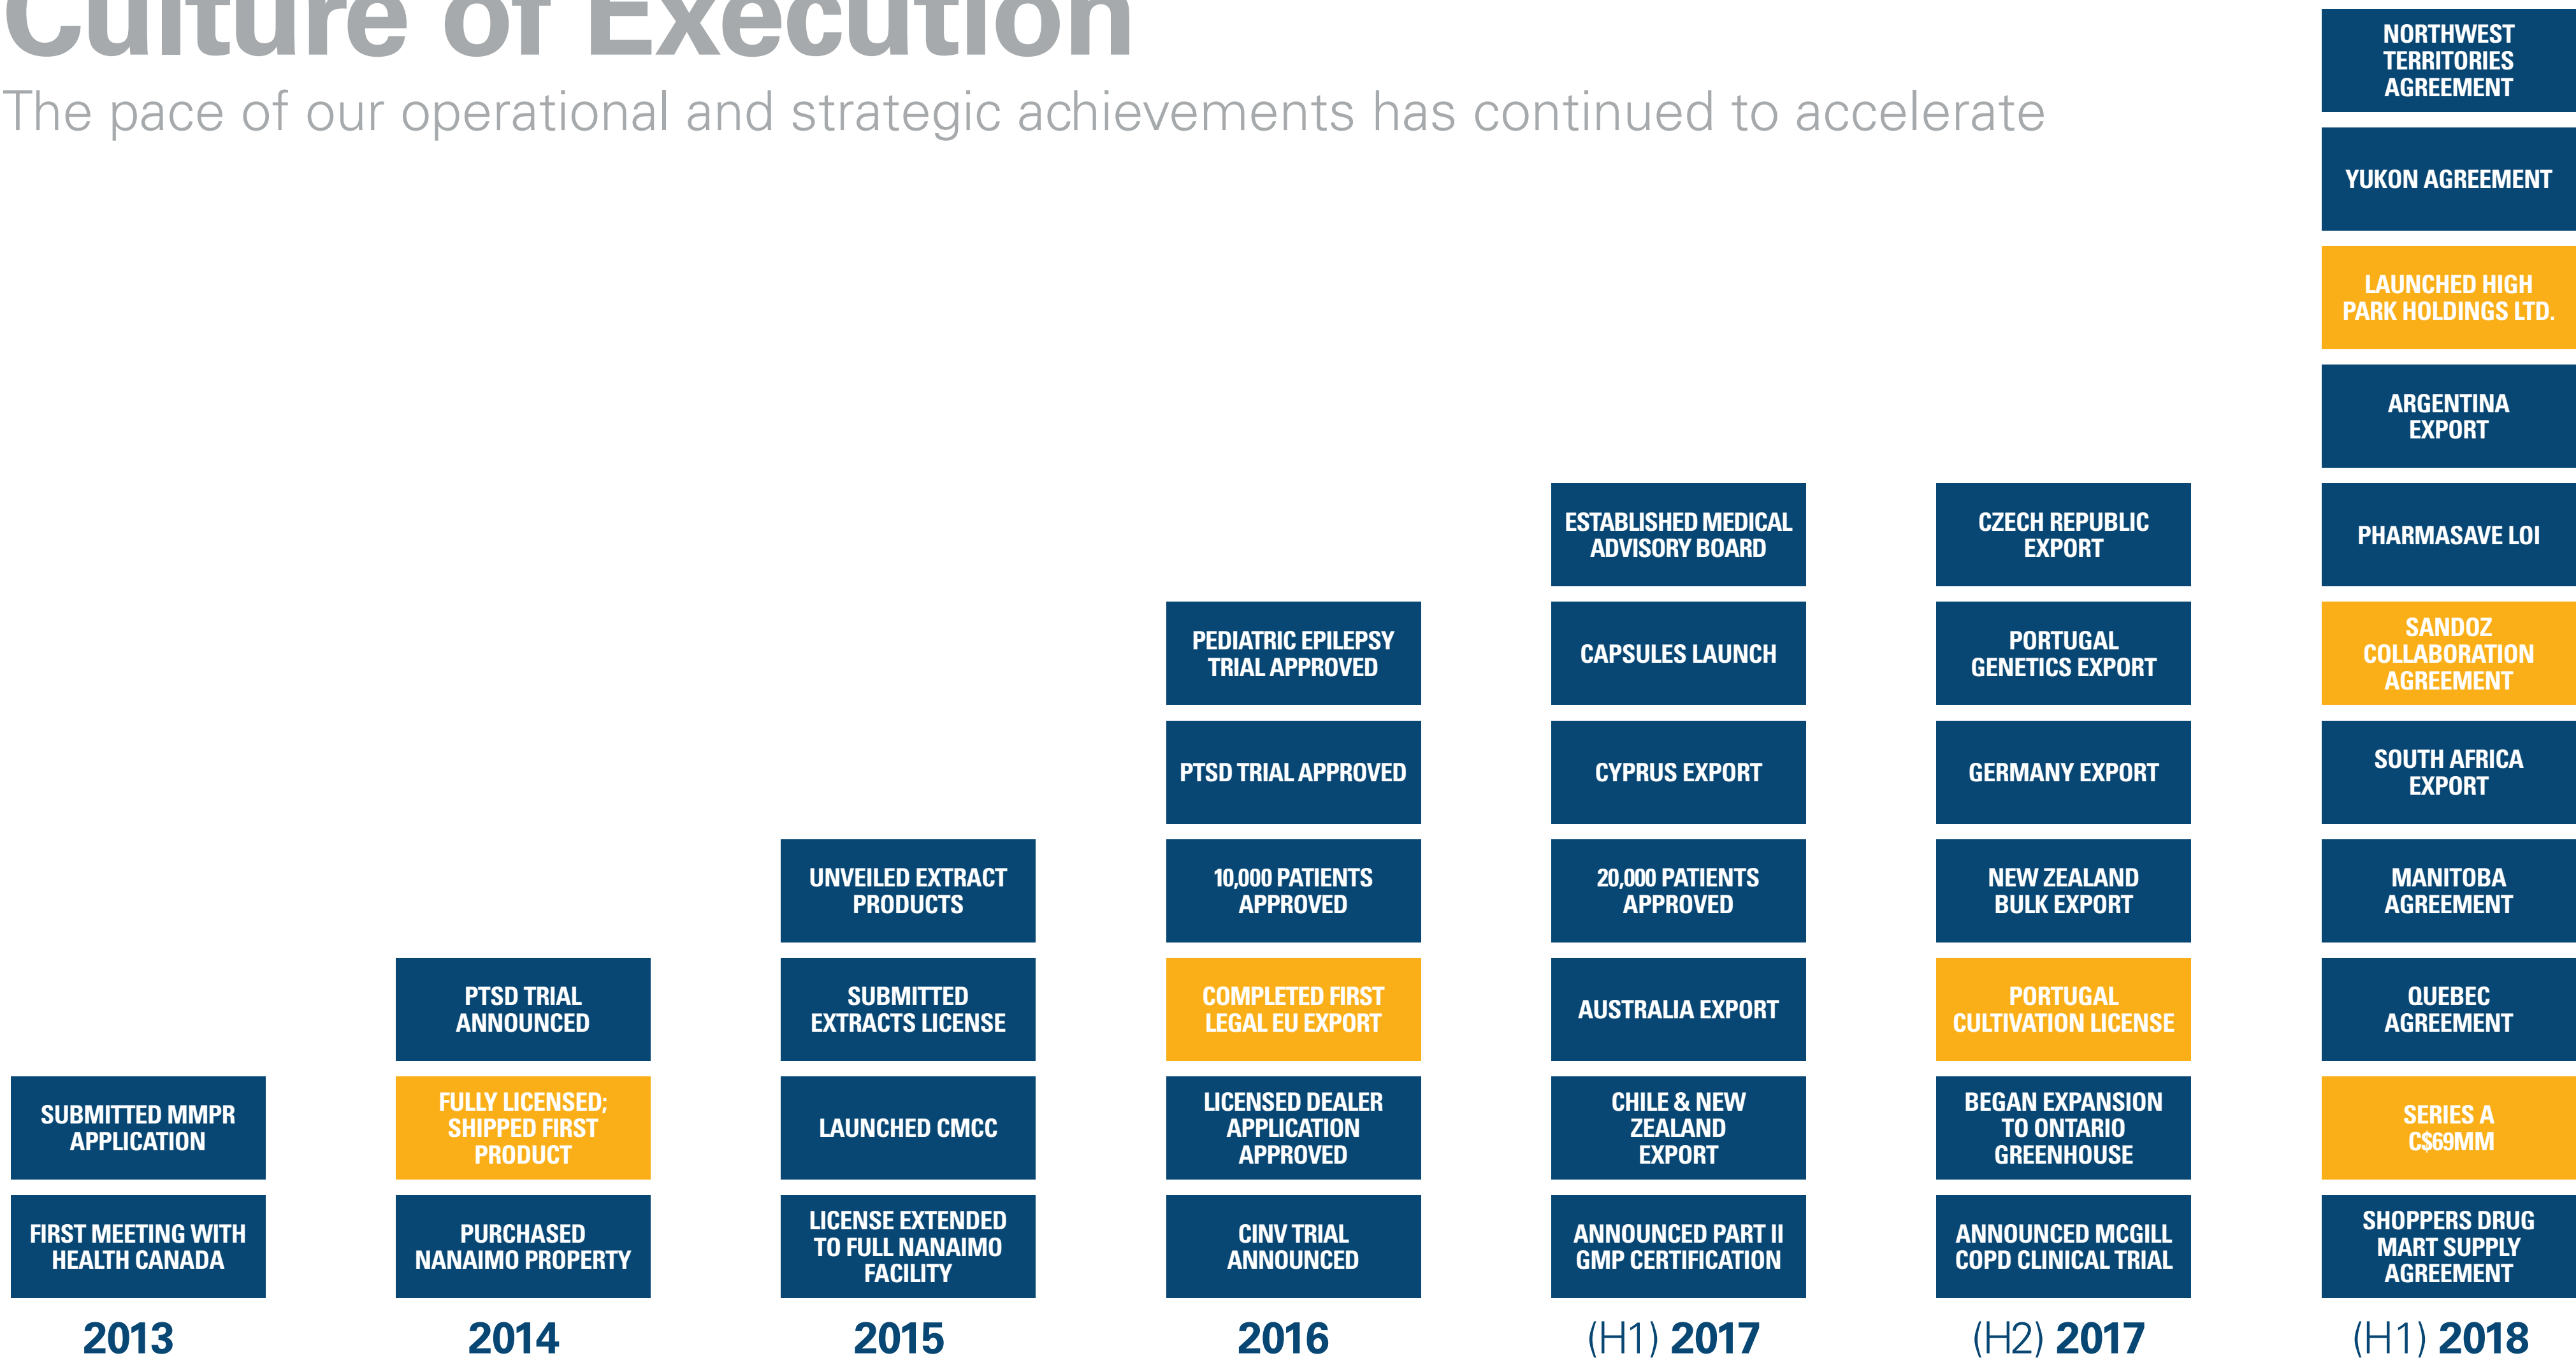 Culture of Execution
The pace of our operational and strategic achievements has continued to accelerate
SUBMITTED MMPR
APPLICATION
FIRST MEETING WITH
HEALTH CANADA
2013
PTSD TRIAL
ANNOUNCED
FULLY LICENSED;
SHIPPED FIRST
PRODUCT
PURCHASED
NANAIMO PROPERTY
2014
UNVEILED EXTRACT
PRODUCTS
SUBMITTED
EXTRACTS LICENSE
LAUNCHED CMCC
LICENSE EXTENDED
TO FULL NANAIMO
FACILITY
2015
PEDIATRIC EPILEPSY
TRIAL APPROVED
PTSD TRIAL APPROVED
10,000 PATIENTS
APPROVED
COMPLETED FIRST
LEGAL EU EXPORT
LICENSED DEALER
APPLICATION
APPROVED
CINV TRIAL
ANNOUNCED
2016
ESTABLISHED MEDICAL
ADVISORY BOARD
CAPSULES LAUNCH
CYPRUS EXPORT
20,000 PATIENTS
APPROVED
AUSTRALIA EXPORT
CHILE & NEW
ZEALAND
EXPORT
ANNOUNCED PART II
GMP CERTIFICATION
(H1) 2017
CZECH REPUBLIC
EXPORT
PORTUGAL
GENETICS EXPORT
GERMANY EXPORT
NEW ZEALAND
BULK EXPORT
PORTUGAL
CULTIVATION LICENSE
BEGAN EXPANSION
TO ONTARIO
GREENHOUSE
ANNOUNCED MCGILL
COPD CLINICAL TRIAL
(H2) 2017
NORTHWEST
TERRITORIES
AGREEMENT
YUKON AGREEMENT
LAUNCHED HIGH
PARK HOLDINGS LTD.
ARGENTINA
EXPORT
PHARMASAVE LOI
SANDOZ
COLLABORATION
AGREEMENT
SOUTH AFRICA
EXPORT
MANITOBA
AGREEMENT
QUEBEC
AGREEMENT
SERIES A
C$69MM
SHOPPERS DRUG
MART SUPPLY
AGREEMENT
(H1) 2018